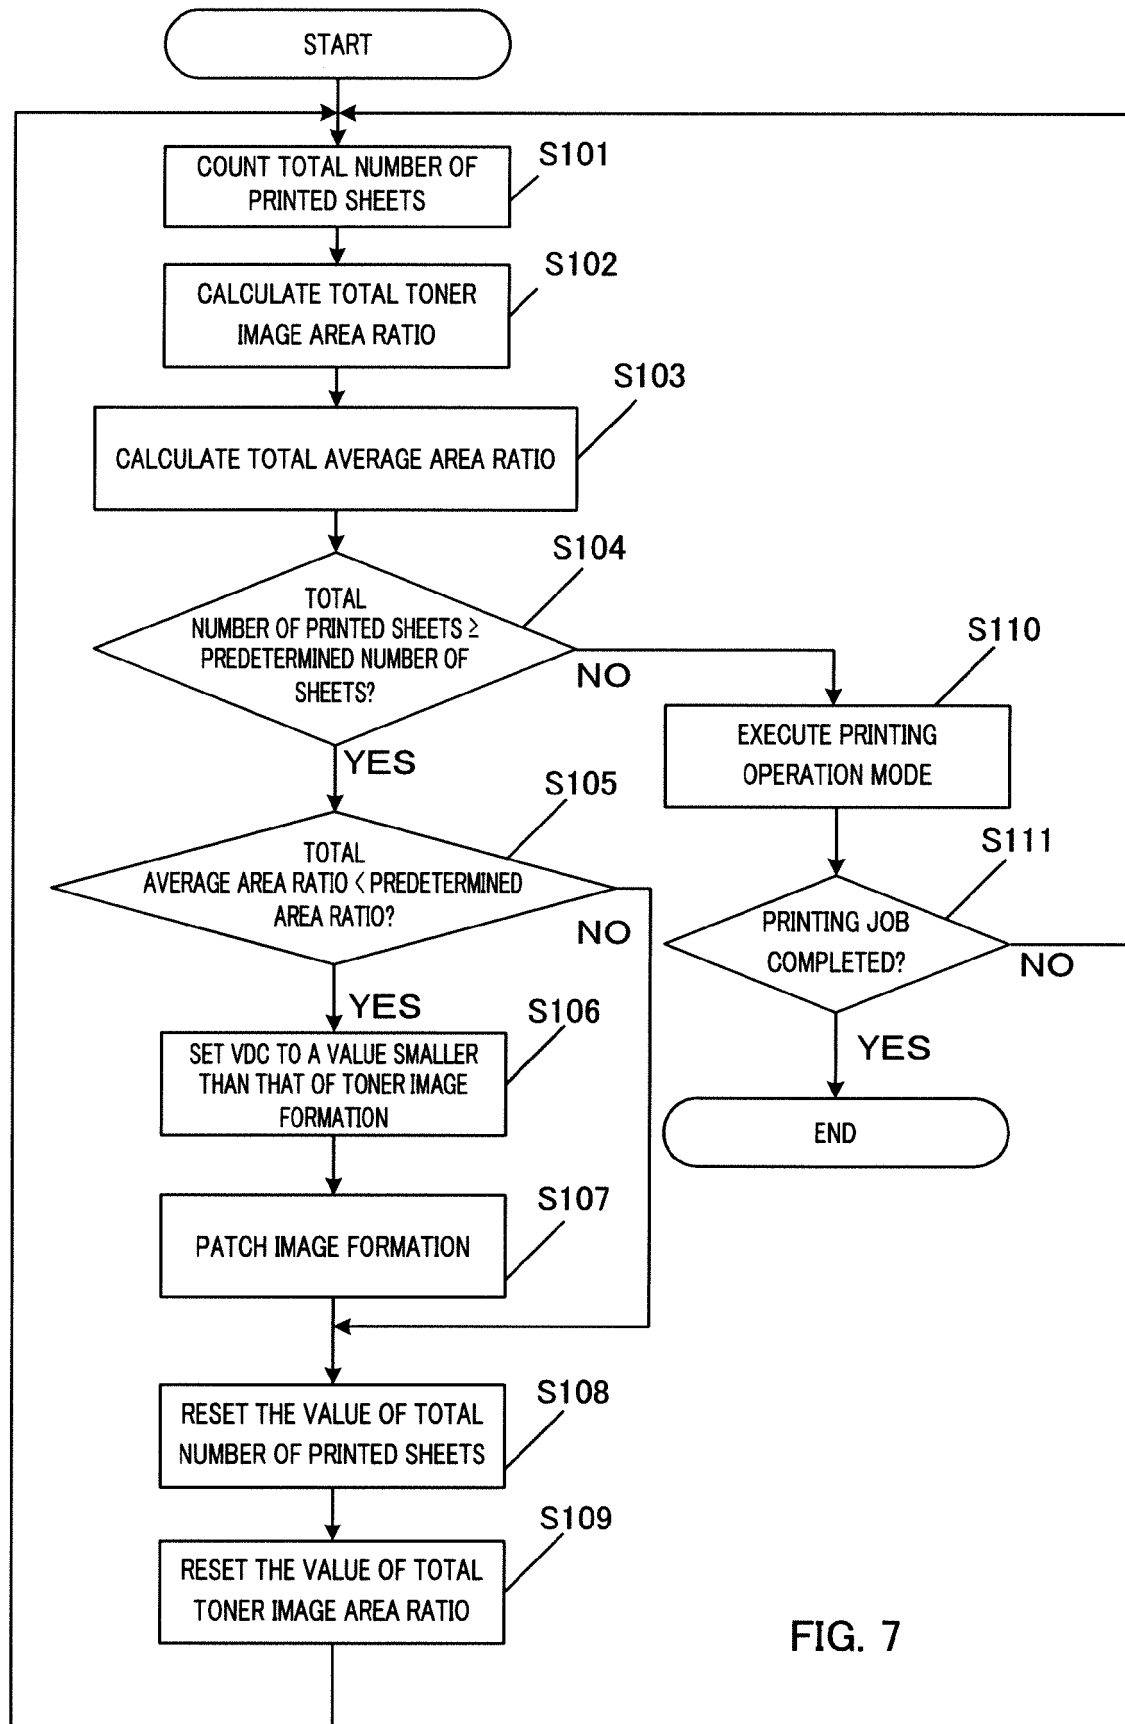 START
COUNT TOTAL NUMBER OF
PRINTED SHEETS
S101
CALCULATE TOTAL TONER
IMAGE AREA RATIO
S102
CALCULATE TOTAL AVERAGE AREA RATIO
S103
TOTAL
NUMBER OF PRINTED SHEETS ≥
PREDETERMINED NUMBER OF
SHEETS?
S104
NO
YES
TOTAL
AVERAGE AREA RATIO < PREDETERMINED
AREA RATIO?
S105
NO
YES
SET VDC TO A VALUE SMALLER
THAN THAT OF TONER IMAGE
FORMATION
S106
PATCH IMAGE FORMATION
S107
RESET THE VALUE OF TOTAL
NUMBER OF PRINTED SHEETS
S108
RESET THE VALUE OF TOTAL
TONER IMAGE AREA RATIO
S109
EXECUTE PRINTING
OPERATION MODE
S110
PRINTING JOB
COMPLETED?
S111
NO
YES
END
FIG. 7